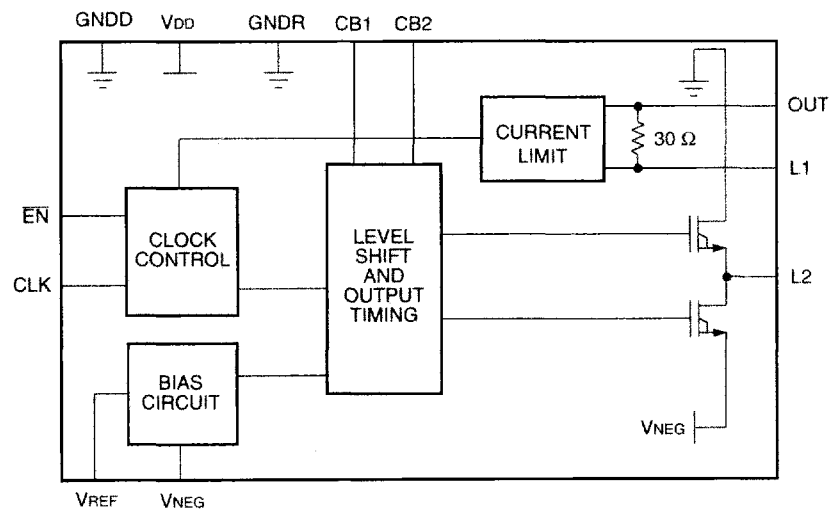 GNDD VDD GNDR CB1 CB2
OUT
CURRENT
LIMIT
30 Ω
L1
EN
CLOCK
CONTROL
LEVEL
SHIFT
AND
OUTPUT
TIMING
CLK
L2
BIAS
CIRCUIT
VNEG
VREF VNEG